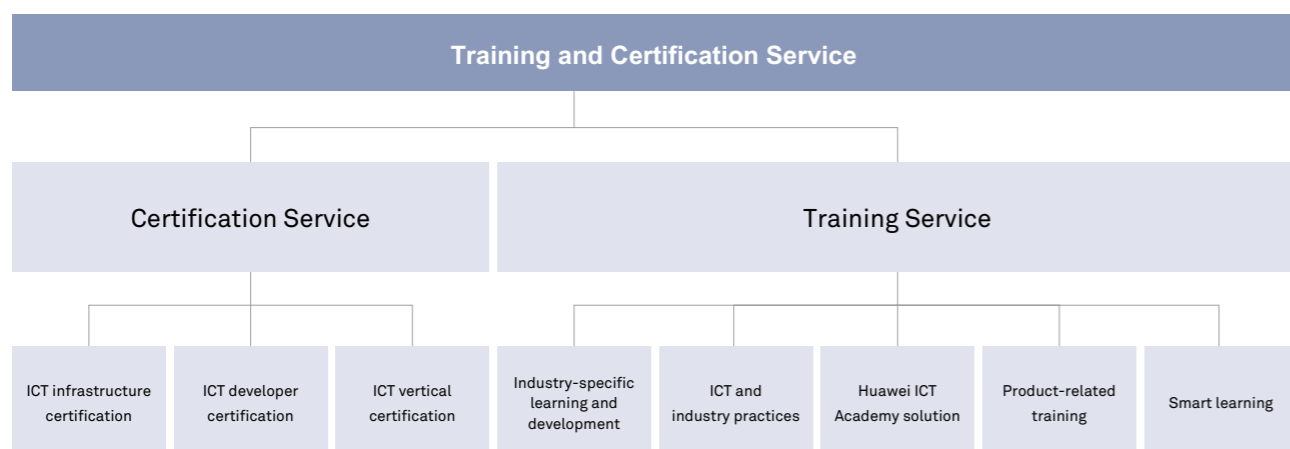 Training and Certification Service
Certification Service
Training Service
ICT infrastructure
certification
ICT developer
certification
ICT vertical
certification
Industry-specific
learning and
development
ICT and
industry practices
Huawei ICT
Academy solution
Product-related
training
Smart learning